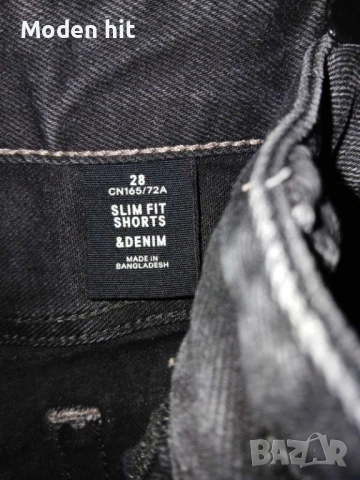 Moden hit
28
CN165/72A
SLIM FIT
SHORTS
&DENIM
MADE IN
BANGLADESH
BAZAR